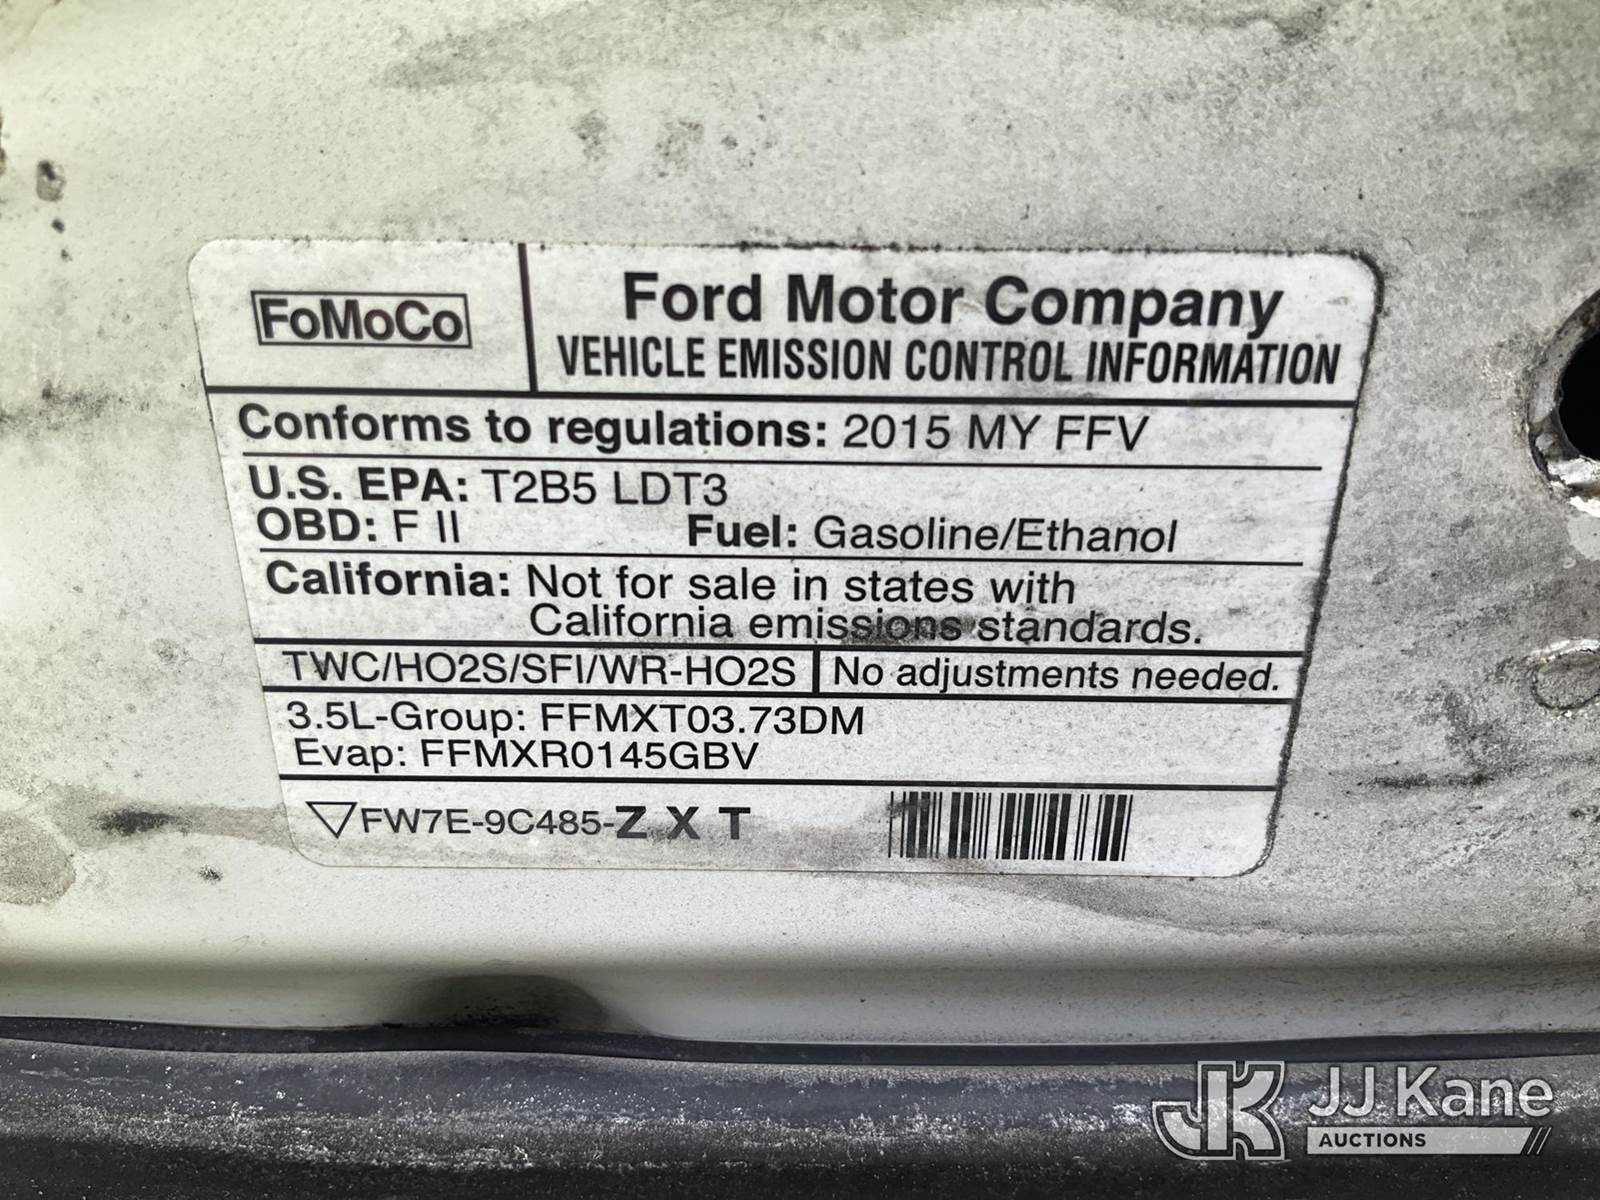 FoMoCo
Ford Motor Company
VEHICLE EMISSION CONTROL INFORMATION
Conforms to regulations: 2015 MY FFV
U.S. EPA: T2B5 LDT3
OBD: F II Fuel: Gasoline/Ethanol
California: Not for sale in states with
California emissions standards.
TWC/HO2S/SFI/WR-HO2S No adjustments needed.
3.5L-Group: FFMXT03.73DM
Evap: FFMXR0145GBV
FW7E-9C485-Z X T
JK JJ Kane
AUCTIONS